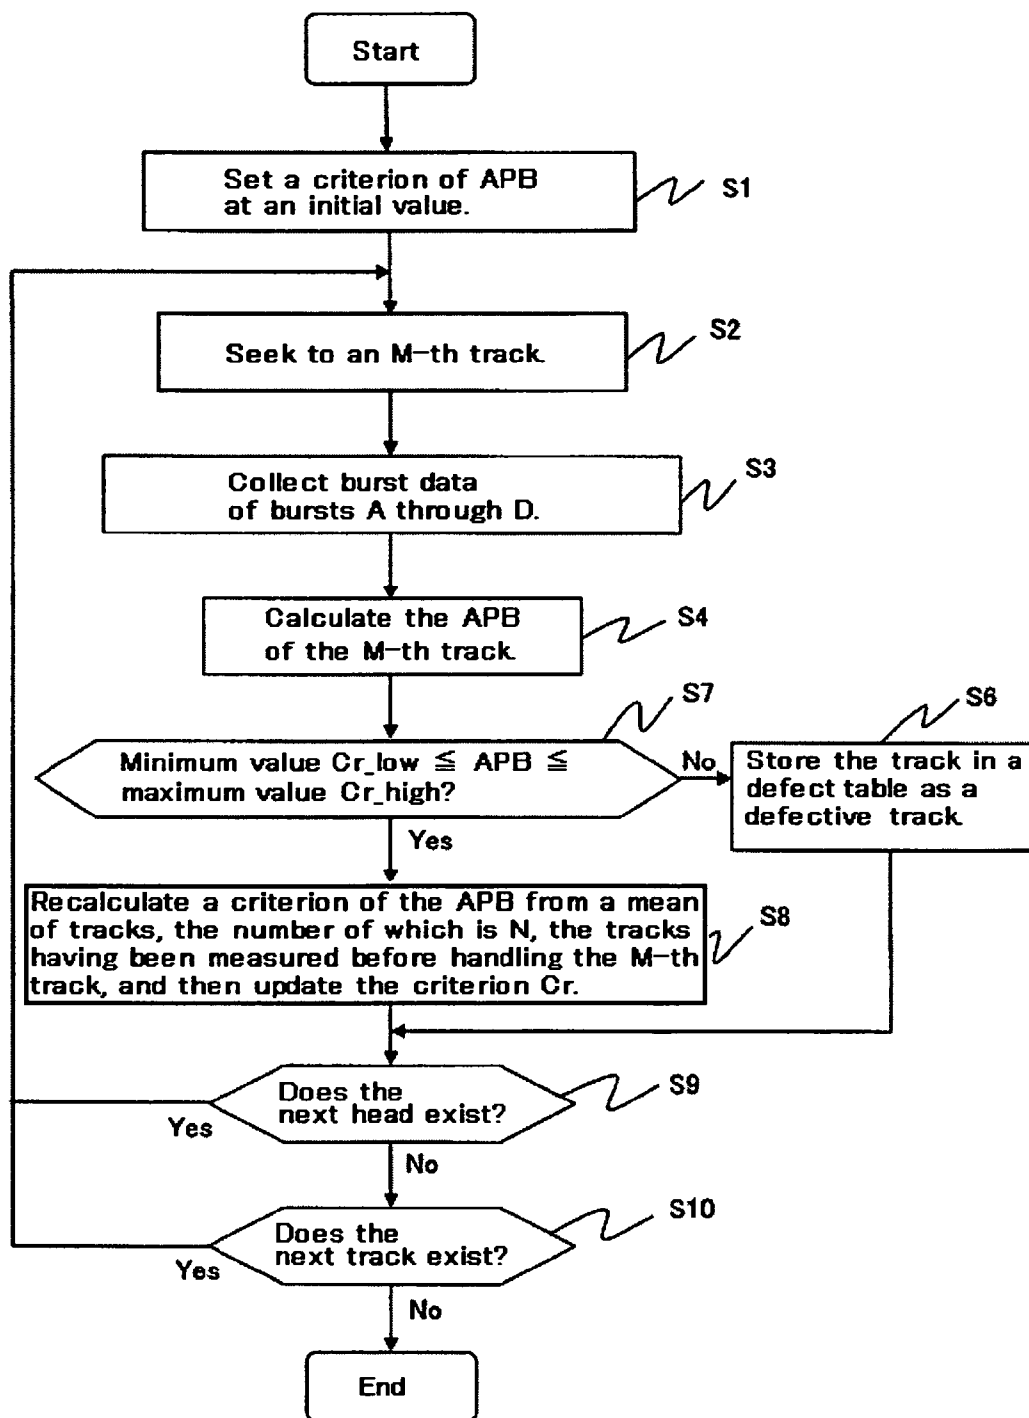 Start
Set a criterion of APB
at an initial value.
S1
Seek to an M-th track.
S2
Collect burst data
of bursts A through D.
S3
Calculate the APB
of the M-th track.
S4
S7
Minimum value Cr_low ≦ APB ≦
maximum value Cr_high?
No
Yes
S6
Store the track in
a defect table as a
defective track.
Recalculate a criterion of the APB from a mean
of tracks, the number of which is N, the tracks
having been measured before handling the M-th
track, and then update the criterion Cr.
S8
Does the
next head exist?
S9
Yes
No
Does the
next track exist?
S10
Yes
No
End